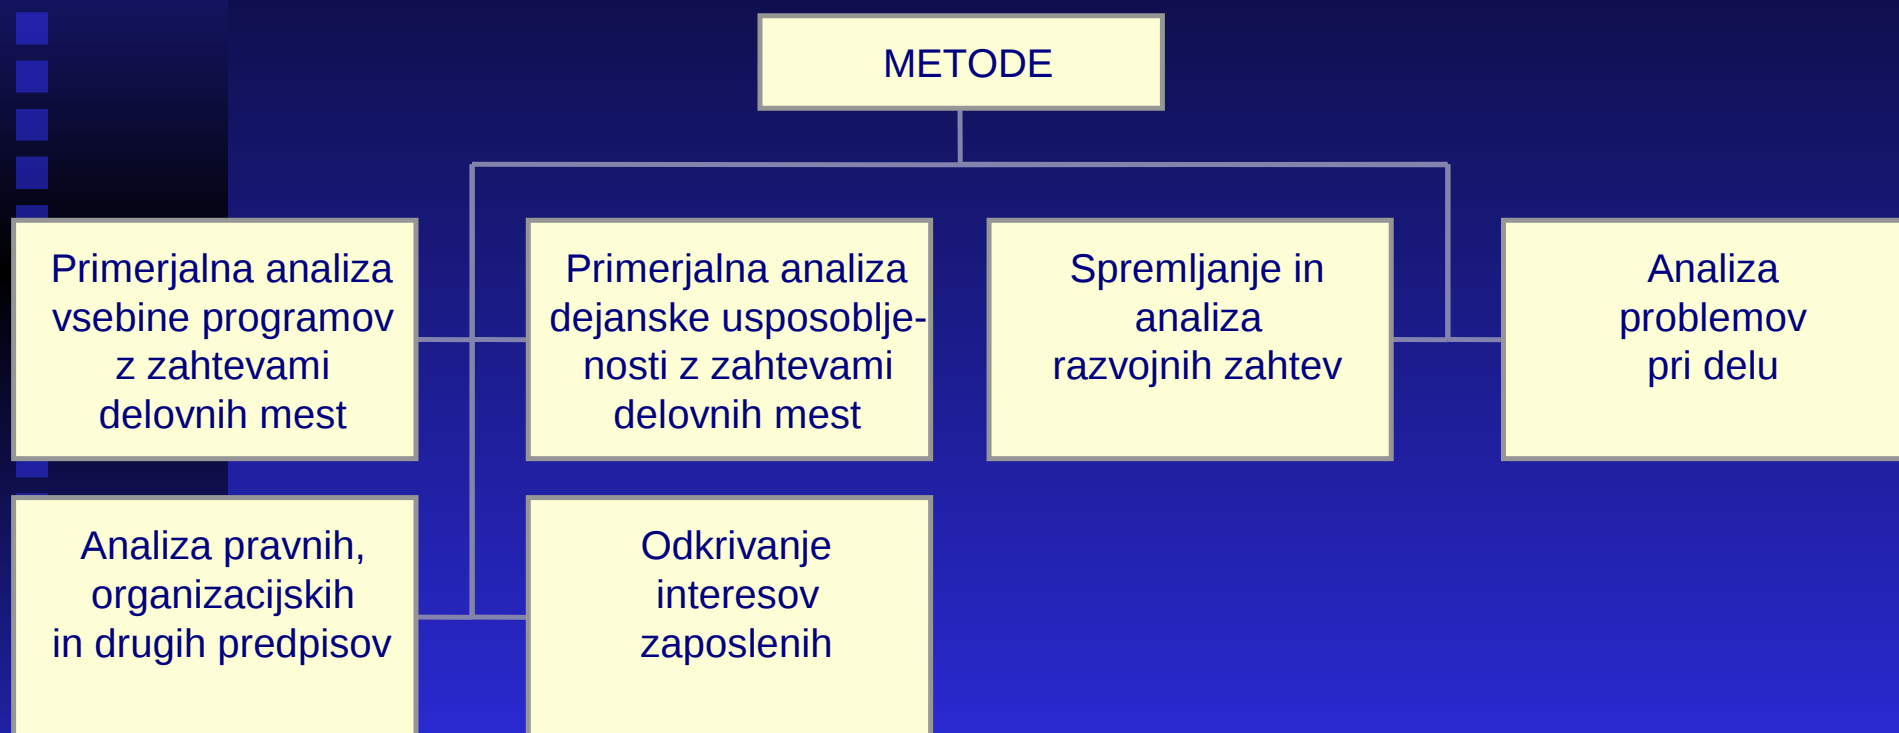 METODE
Primerjalna analiza
vsebine programov
z zahtevami
delovnih mest
Primerjalna analiza
dejanske usposoblje-
nosti z zahtevami
delovnih mest
Spremljanje in
analiza
razvojnih zahtev
Analiza
problemov
pri delu
Analiza pravnih,
organizacijskih
in drugih predpisov
Odkrivanje
interesov
zaposlenih